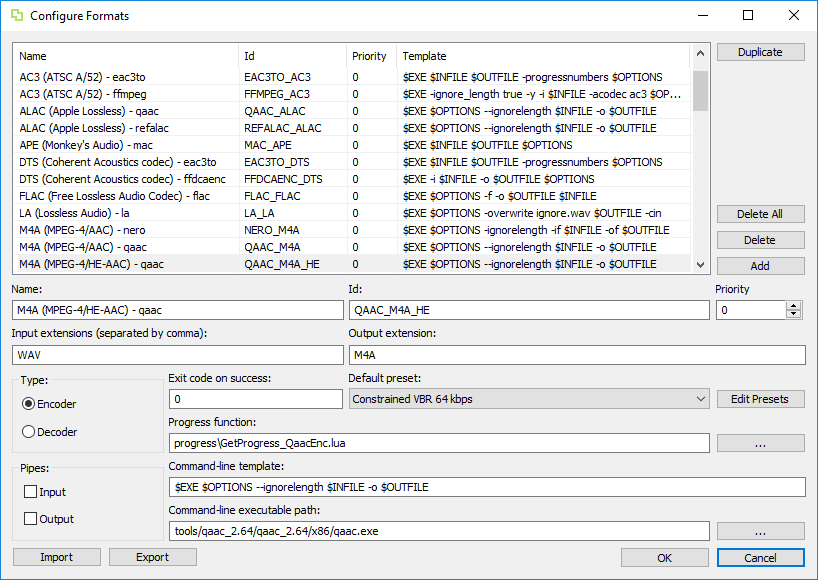 Configure Formats
Name Id Priority Template
AC3 (ATSC A/52) - eac3to EAC3TO_AC3 0 $EXE $INFILE $OUTFILE -progressnumbers $OPTIONS
AC3 (ATSC A/52) - ffmpeg FFMPEG_AC3 0 $EXE -ignore_length true -y -i $INFILE -acodec ac3 $OP...
ALAC (Apple Lossless) - qaac QAAC_ALAC 0 $EXE $OPTIONS --ignorelength $INFILE -o $OUTFILE
ALAC (Apple Lossless) - refalac REFALAC_ALAC 0 $EXE $OPTIONS --ignorelength $INFILE -o $OUTFILE
APE (Monkey's Audio) - mac MAC_APE 0 $EXE $INFILE $OUTFILE $OPTIONS
DTS (Coherent Acoustics codec) - eac3to EAC3TO_DTS 0 $EXE $INFILE $OUTFILE -progressnumbers $OPTIONS
DTS (Coherent Acoustics codec) - ffdcaenc FFDCAENC_DTS 0 $EXE -i $INFILE -o $OUTFILE $OPTIONS
FLAC (Free Lossless Audio Codec) - flac FLAC_FLAC 0 $EXE $OPTIONS -f -o $OUTFILE $INFILE
LA (Lossless Audio) - la LA_LA 0 $EXE $OPTIONS -overwrite ignore.wav $OUTFILE -cin
M4A (MPEG-4/AAC) - nero NERO_M4A 0 $EXE $OPTIONS -ignorelength -if $INFILE -of $OUTFILE
M4A (MPEG-4/AAC) - qaac QAAC_M4A 0 $EXE $OPTIONS --ignorelength $INFILE -o $OUTFILE
M4A (MPEG-4/HE-AAC) - qaac QAAC_M4A_HE 0 $EXE $OPTIONS --ignorelength $INFILE -o $OUTFILE
Duplicate
Delete All
Delete
Add
Name: Id: Priority
M4A (MPEG-4/HE-AAC) - qaac QAAC_M4A_HE 0
Input extensions (separated by comma): Output extension:
WAV M4A
Type: Exit code on success: Default preset:
Encoder 0 Constrained VBR 64 kbps Edit Presets
Decoder
Progress function:
progress\GetProgress_QaacEnc.lua ...
Pipes: Command-line template:
Input $EXE $OPTIONS --ignorelength $INFILE -o $OUTFILE
Output Command-line executable path:
tools/qaac_2.64/qaac_2.64/x86/qaac.exe ...
Import Export OK Cancel